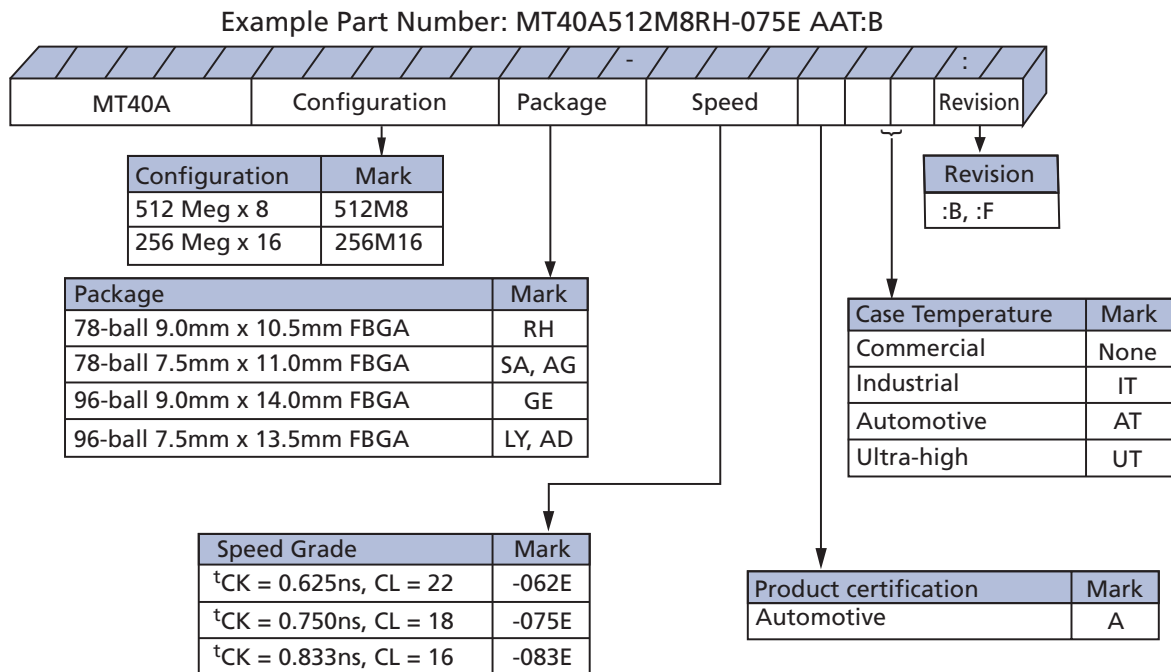 Example Part Number: MT40A512M8RH-075E AAT:B
- :
MT40A Configuration Package Speed Revision
Configuration Mark
512 Meg x 8 512M8
256 Meg x 16 256M16
Revision
:B, :F
Package Mark
78-ball 9.0mm x 10.5mm FBGA RH
78-ball 7.5mm x 11.0mm FBGA SA, AG
96-ball 9.0mm x 14.0mm FBGA GE
96-ball 7.5mm x 13.5mm FBGA LY, AD
Case Temperature Mark
Commercial None
Industrial IT
Automotive AT
Ultra-high UT
Speed Grade Mark
tCK = 0.625ns, CL = 22 -062E
tCK = 0.750ns, CL = 18 -075E
tCK = 0.833ns, CL = 16 -083E
Product certification Mark
Automotive A